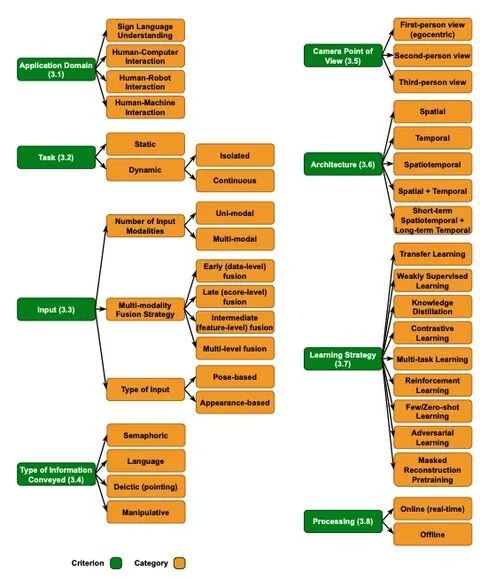 Application Domain
(3.1)
Sign Language
Understanding
Human-Computer
Interaction
Human-Robot
Interaction
Human-Machine
Interaction
Task (3.2)
Static
Dynamic
Isolated
Continuous
Input (3.3)
Number of Input
Modalities
Uni-modal
Multi-modal
Multi-modality
Fusion Strategy
Early (data-level)
fusion
Late (score-level)
fusion
Intermediate
(feature-level) fusion
Multi-level fusion
Type of Input
Pose-based
Appearance-based
Type of Information
Conveyed (3.4)
Semaphoric
Language
Deictic (pointing)
Manipulative
Camera Point of
View (3.5)
First-person view
(egocentric)
Second-person view
Third-person view
Architecture (3.6)
Spatial
Temporal
Spatiotemporal
Spatial + Temporal
Short-term
Spatiotemporal +
Long-term Temporal
Learning Strategy
(3.7)
Transfer Learning
Weakly Supervised
Learning
Knowledge
Distillation
Contrastive
Learning
Multi-task Learning
Reinforcement
Learning
Few/Zero-shot
Learning
Adversarial
Learning
Masked
Reconstruction
Pretraining
Processing (3.8)
Online (real-time)
Offline
Criterion
Category